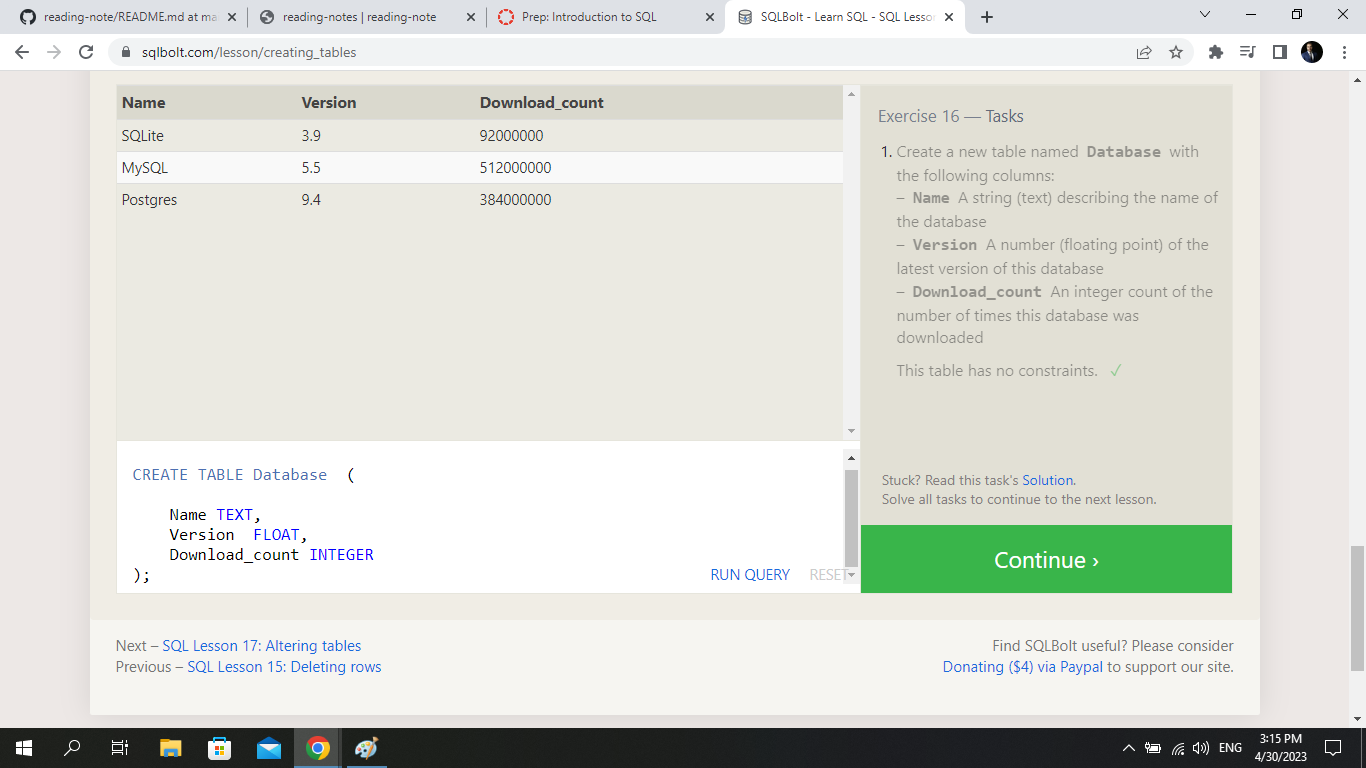 reading-note/README.md at ma
reading-notes | reading-note
Prep: Introduction to SQL
SQLBolt - Learn SQL - SQL Lesso
sqlbolt.com/lesson/creating_tables
Name Version Download_count
SQLite 3.9 92000000
MySQL 5.5 512000000
Postgres 9.4 384000000
Exercise 16 — Tasks
1. Create a new table named Database with
the following columns:
– Name A string (text) describing the name of
the database
– Version A number (floating point) of the
latest version of this database
– Download_count An integer count of the
number of times this database was
downloaded
This table has no constraints. ✓
Stuck? Read this task's Solution.
Solve all tasks to continue to the next lesson.
Continue ›
CREATE TABLE Database (
Name TEXT,
Version FLOAT,
Download_count INTEGER
);
RUN QUERY RESET
Next – SQL Lesson 17: Altering tables
Previous – SQL Lesson 15: Deleting rows
Find SQLBolt useful? Please consider
Donating ($4) via Paypal to support our site.
ENG
3:15 PM
4/30/2023